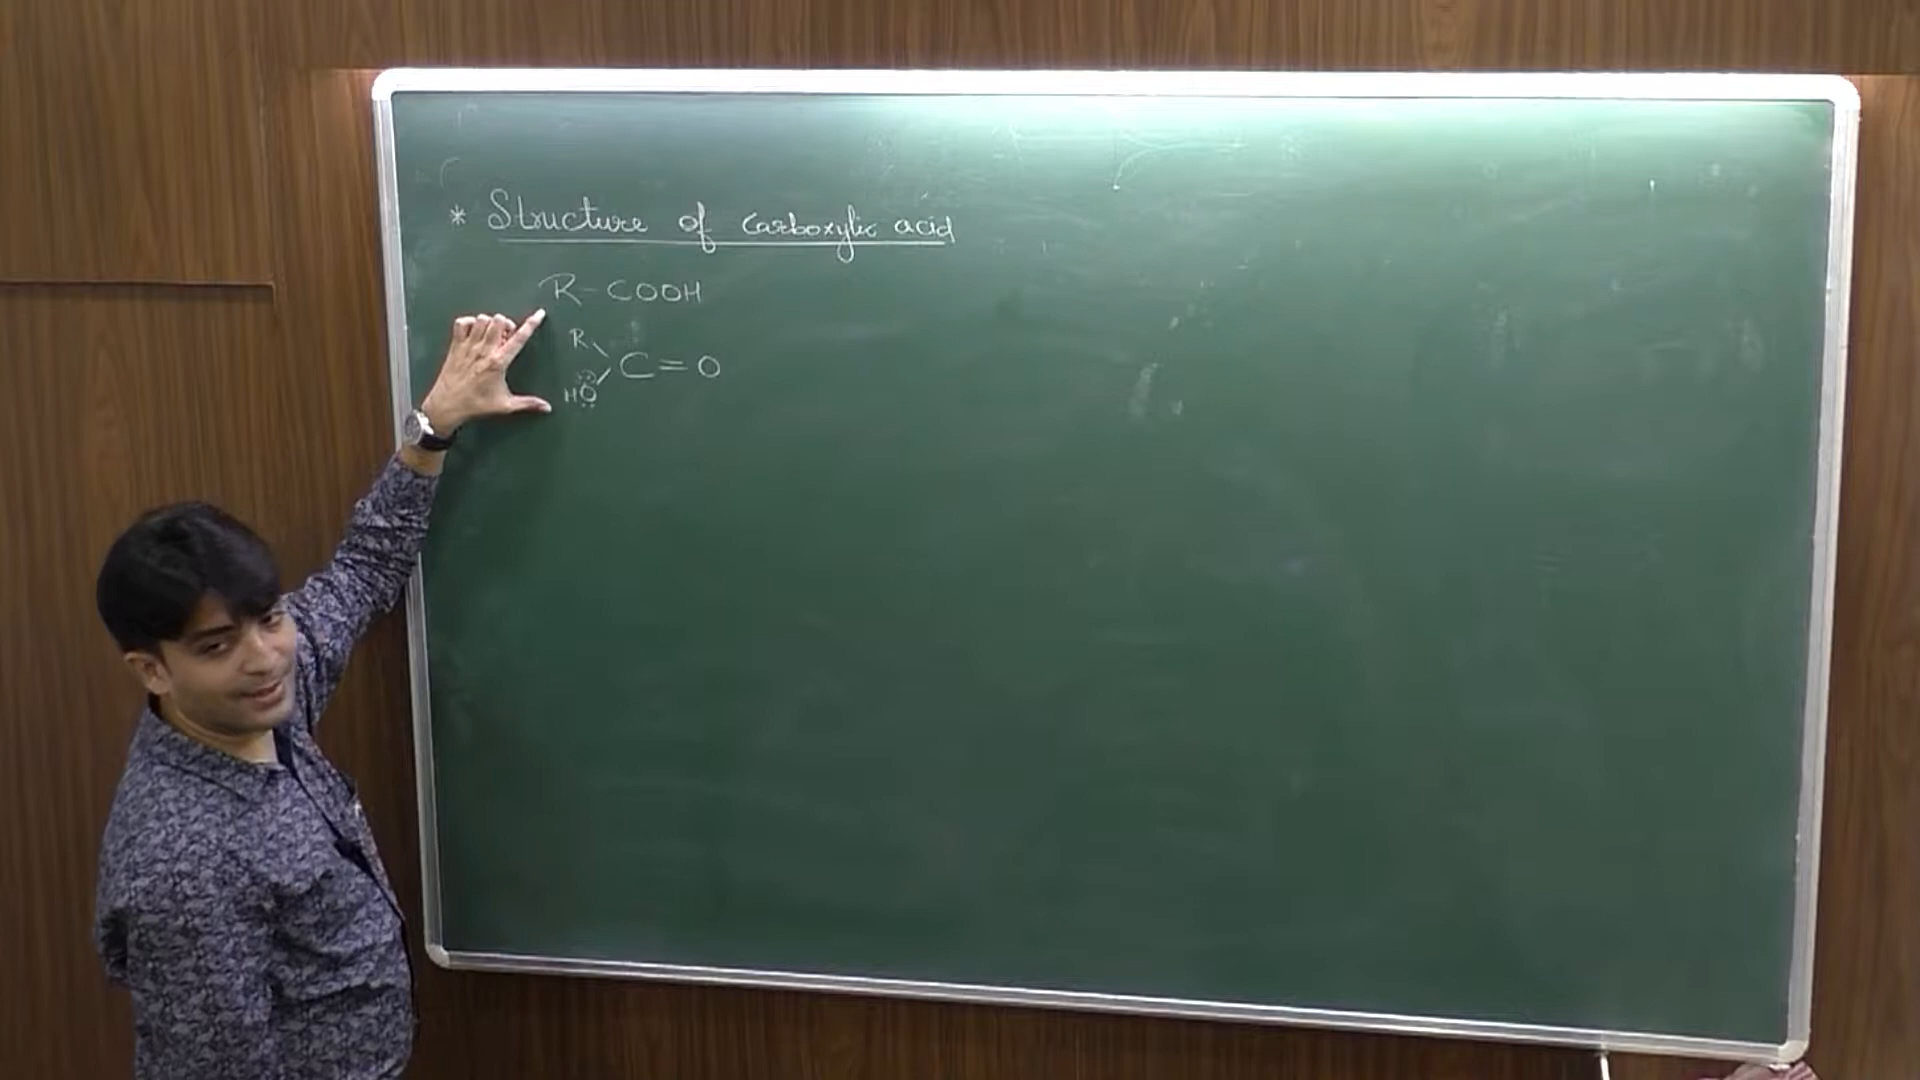 * Structure of carboxylic acid
R-COOH
R
C=O
HO